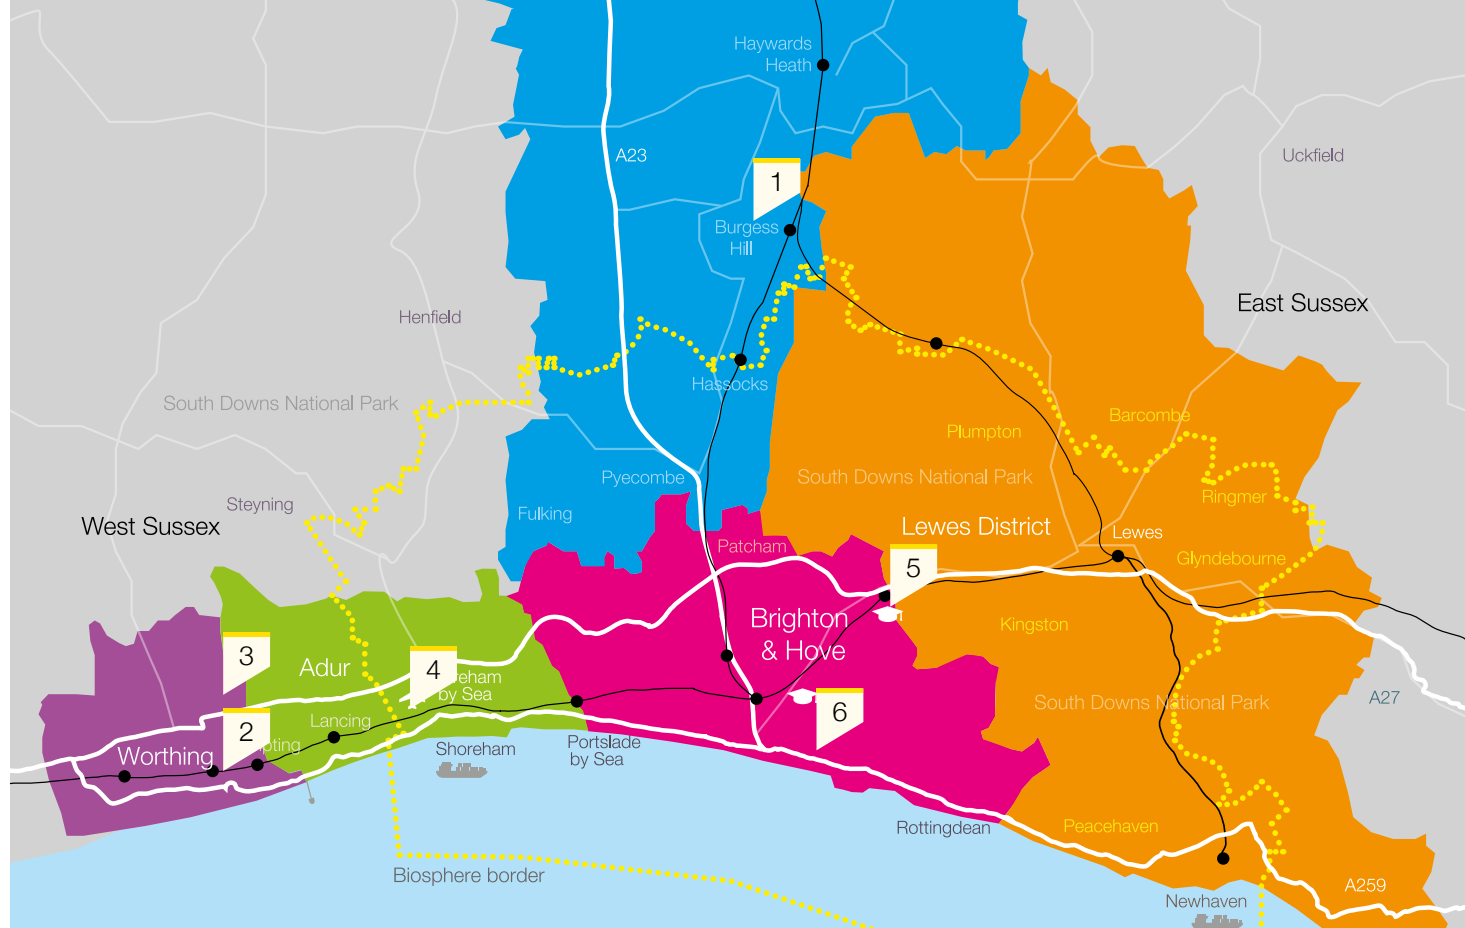 Haywards
Heath
A23
Uckfield
1
Burgess
Hill
East Sussex
Henfield
Hassocks
South Downs National Park
Barcombe
Plumpton
Pyecombe
South Downs National Park
Ringmer
Steyning
Fulking
West Sussex
Lewes District
Lewes
Patcham
Glyndebourne
5
Brighton
& Hove
Kingston
3
Adur
4
by Sea
South Downs National Park
A27
6
Lancing
2
Worthing
Shoreham
Portslade
by Sea
Rottingdean
Peacehaven
Biosphere border
A259
Newhaven